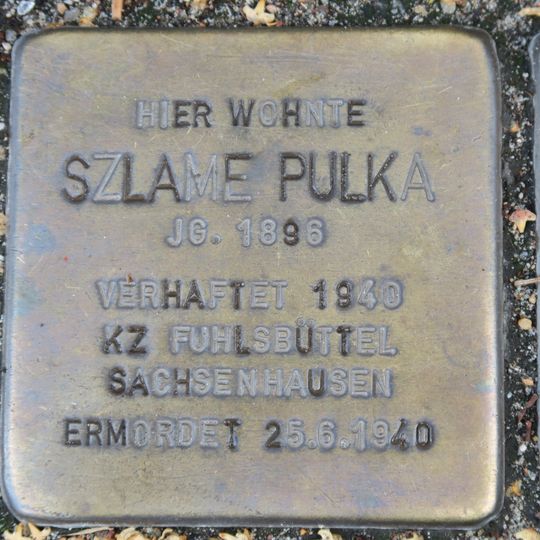 HIER WOHNTE
SZLAME PULKA
JG. 1896
VERHAFTET 1940
KZ FUHLSBÜTTEL
SACHSENHAUSEN
ERMORDET 25.6.1940